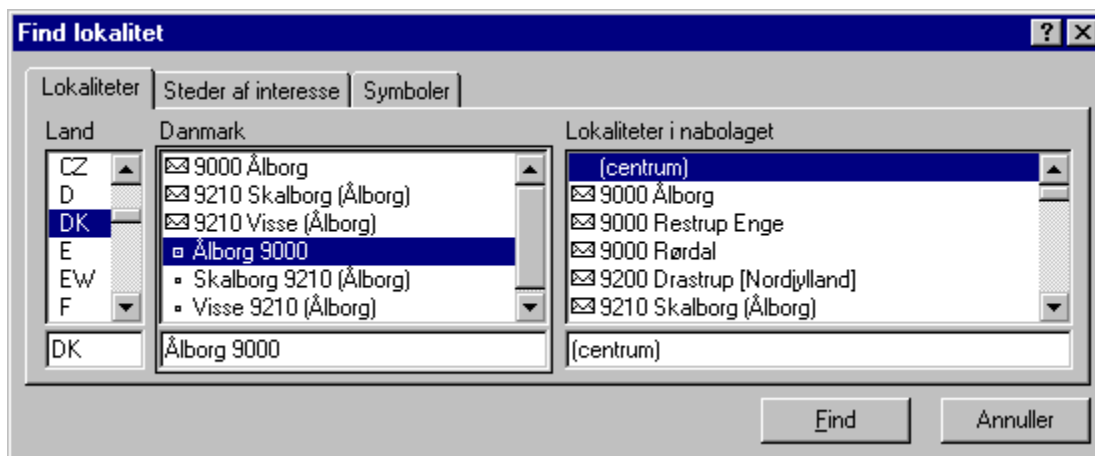 Find lokalitet
Lokaliteter Steder af interesse Symboler
Land Danmark Lokaliteter i nabolaget
CZ
D
DK
E
EW
F
DK
9000 Ålborg
9210 Skalborg (Ålborg)
9210 Visse (Ålborg)
Ålborg 9000
Skalborg 9210 (Ålborg)
Visse 9210 (Ålborg)
Ålborg 9000
(centrum)
9000 Ålborg
9000 Restrup Enge
9000 Rørdal
9200 Drastrup [Nordjylland]
9210 Skalborg (Ålborg)
(centrum)
Find Annuller